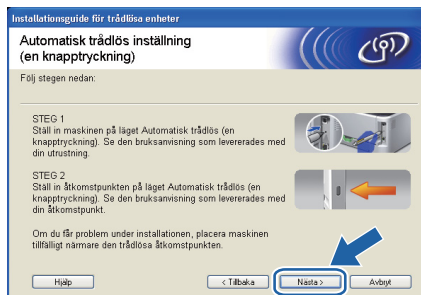 Installationsguide för trådlösa enheter
Automatisk trådlös inställning
(en knapptryckning)
Följ stegen nedan:
STEG 1
Ställ in maskinen på läget Automatisk trådlös (en
knapptryckning). Se den bruksanvisning som levererades med
din utrustning.
STEG 2
Ställ in åtkomstpunkten på läget Automatisk trådlös (en
knapptryckning). Se den bruksanvisning som levererades med
din åtkomstpunkt.
Om du får problem under installationen, placera maskinen
tillfälligt närmare den trådlösa åtkomstpunkten.
Hjälp
< Tillbaka
Nästa >
Avbryt